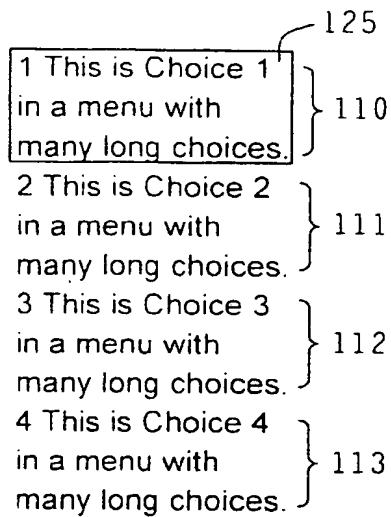 125
1 This is Choice 1
in a menu with 110
many long choices.
2 This is Choice 2
in a menu with 111
many long choices.
3 This is Choice 3
in a menu with 112
many long choices.
4 This is Choice 4
in a menu with 113
many long choices.